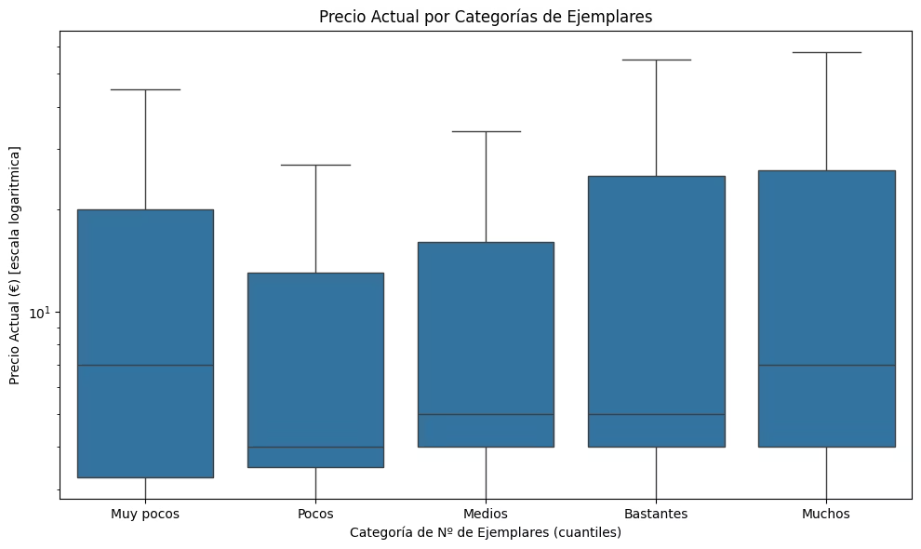 Precio Actual por Categorías de Ejemplares
Precio Actual (€) [escala logaritmica]
10¹
Muy pocos
Pocos
Medios
Bastantes
Muchos
Categoría de Nº de Ejemplares (cuantiles)